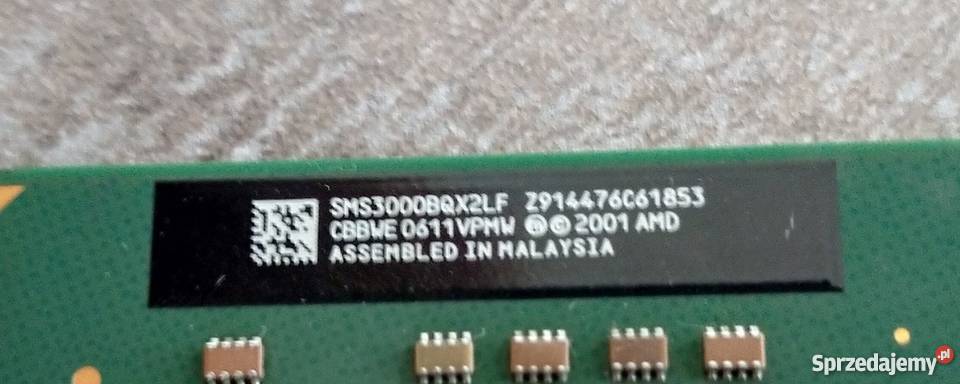 SMS3000BQX2LF Z914476C61853
CBBWE 0611VPMW ⓜ © 2001 AMD
ASSEMBLED IN MALAYSIA
Sprzedajemy.pl